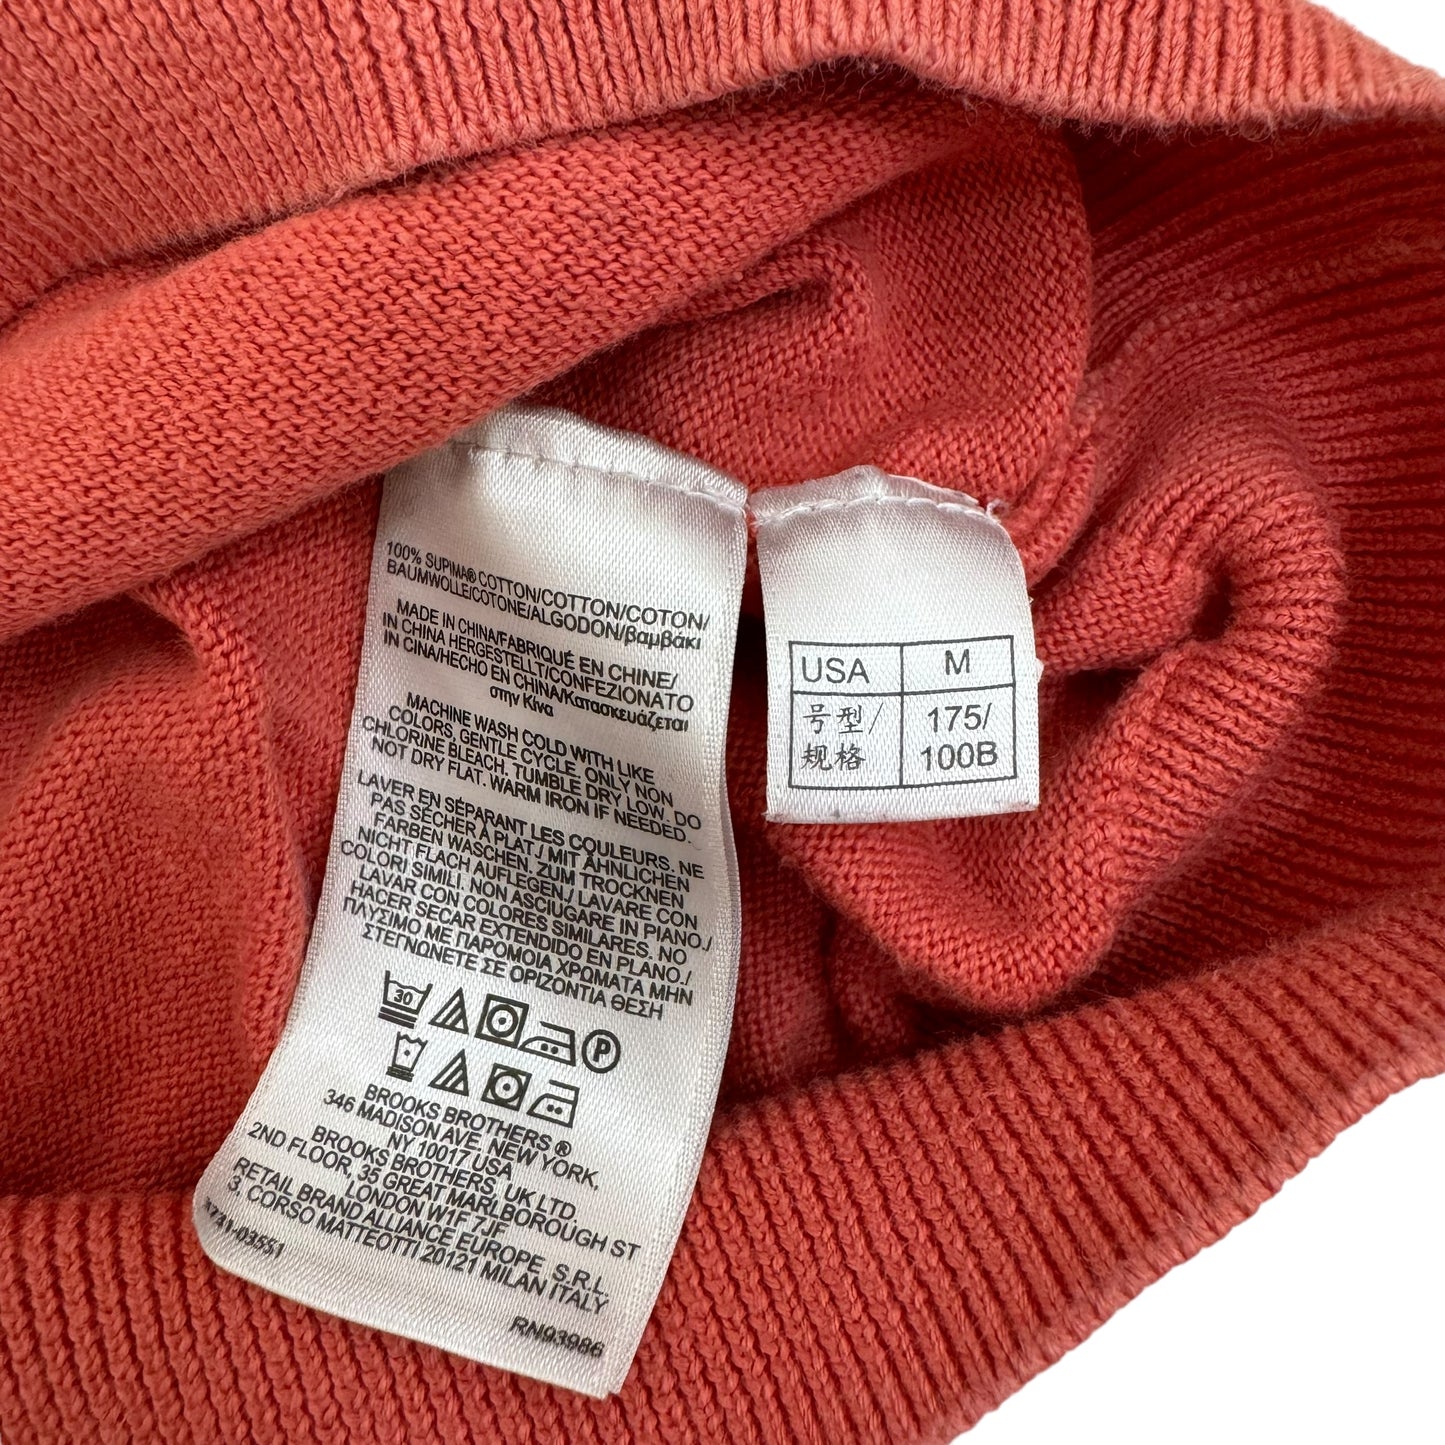 100% SUPIMA® COTTON/COTTON/COTON/
BAUMWOLLE/COTONE/ALGODON/βαμβάκι
MADE IN CHINA/FABRIQUÉ EN CHINE/
IN CHINA HERGESTELLT/CONFEZIONATO
IN CINA/HECHO EN CHINA/Κατασκευάζεται
στην Κίνα
MACHINE WASH COLD WITH LIKE
COLORS, GENTLE CYCLE. ONLY NON
CHLORINE BLEACH. TUMBLE DRY LOW. DO
NOT DRY FLAT. WARM IRON IF NEEDED.
LAVER EN SÉPARANT LES COULEURS. NE
PAS SÉCHER À PLAT./ MIT ÄHNLICHEN
FARBEN WASCHEN. ZUM TROCKNEN
NICHT FLACH AUFLEGEN./ LAVARE CON
COLORI SIMILI. NON ASCIUGARE IN PIANO./
LAVAR CON COLORES SIMILARES. NO
HACER SECAR EXTENDIDO EN PLANO./
ΠΛΥΣΙΜΟ ΜΕ ΠΑΡΟΜΟΙΑ ΧΡΩΜΑΤΑ ΜΗΝ
ΣΤΕΓΝΩΝΕΤΕ ΣΕ ΟΡΙΖΟΝΤΙΑ ΘΕΣΗ
30 P
BROOKS BROTHERS ®
346 MADISON AVE, NEW YORK,
NY 10017 USA
BROOKS BROTHERS, UK LTD
2ND FLOOR, 35 GREAT MARLBOROUGH ST
LONDON W1F 7JF
RETAIL BRAND ALLIANCE EUROPE, S.R.L.
3, CORSO MATTEOTTI 20121 MILAN ITALY
-03551
RN93986
USA M
号型/ 175/
规格 100B